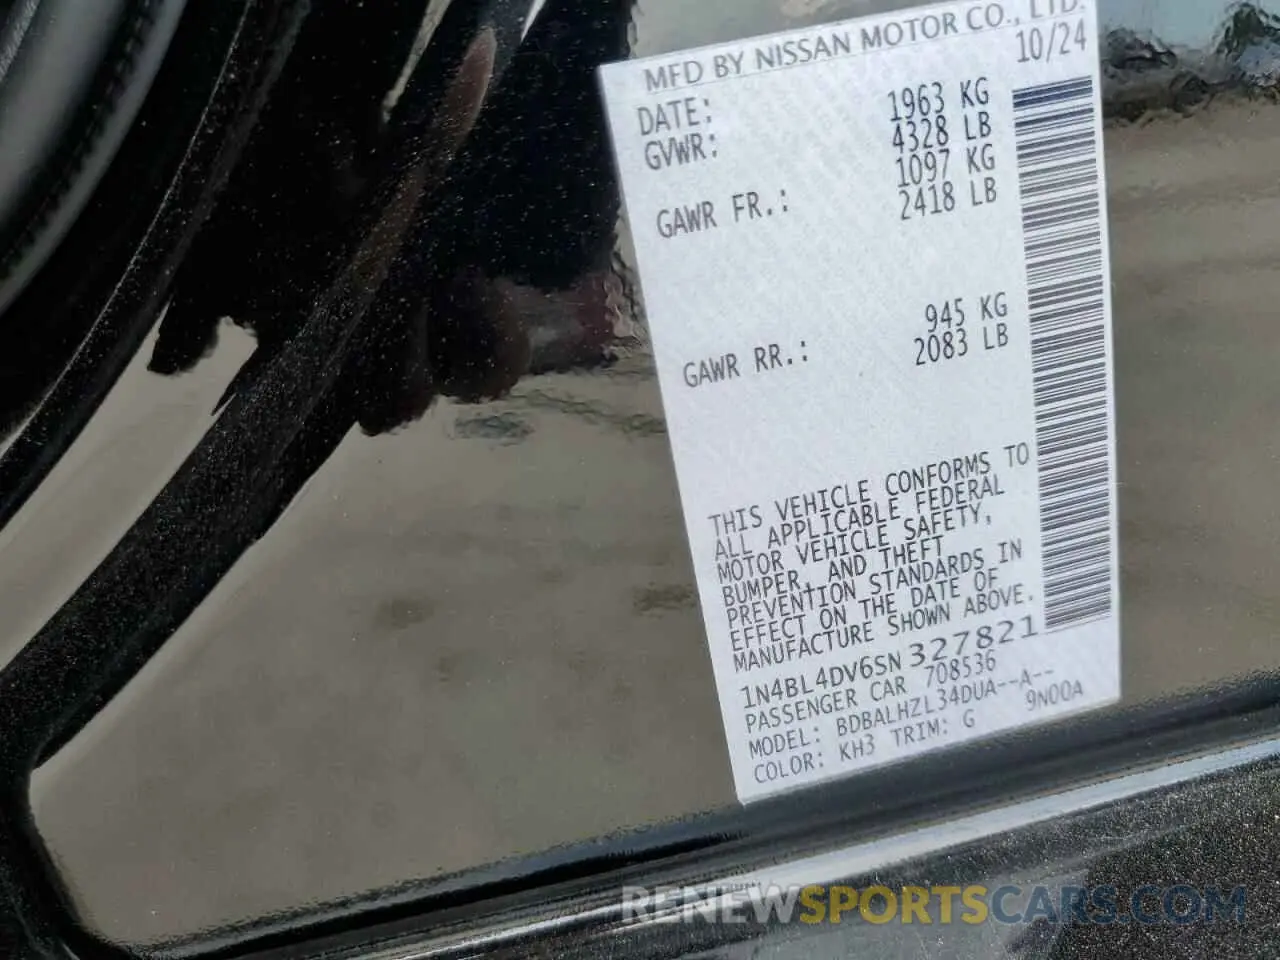 MFD BY NISSAN MOTOR CO., LTD.
DATE: 10/24
GVWR: 1963 KG
4328 LB
GAWR FR.: 1097 KG
2418 LB
GAWR RR.: 945 KG
2083 LB
THIS VEHICLE CONFORMS TO
ALL APPLICABLE FEDERAL
MOTOR VEHICLE SAFETY,
BUMPER, AND THEFT
PREVENTION STANDARDS IN
EFFECT ON THE DATE OF
MANUFACTURE SHOWN ABOVE.
1N4BL4DV6SN327821
PASSENGER CAR 708536
MODEL: BDBALHZL34DUA--A--
COLOR: KH3 TRIM: G 9N00A
RENEWSPORTSCARS.COM